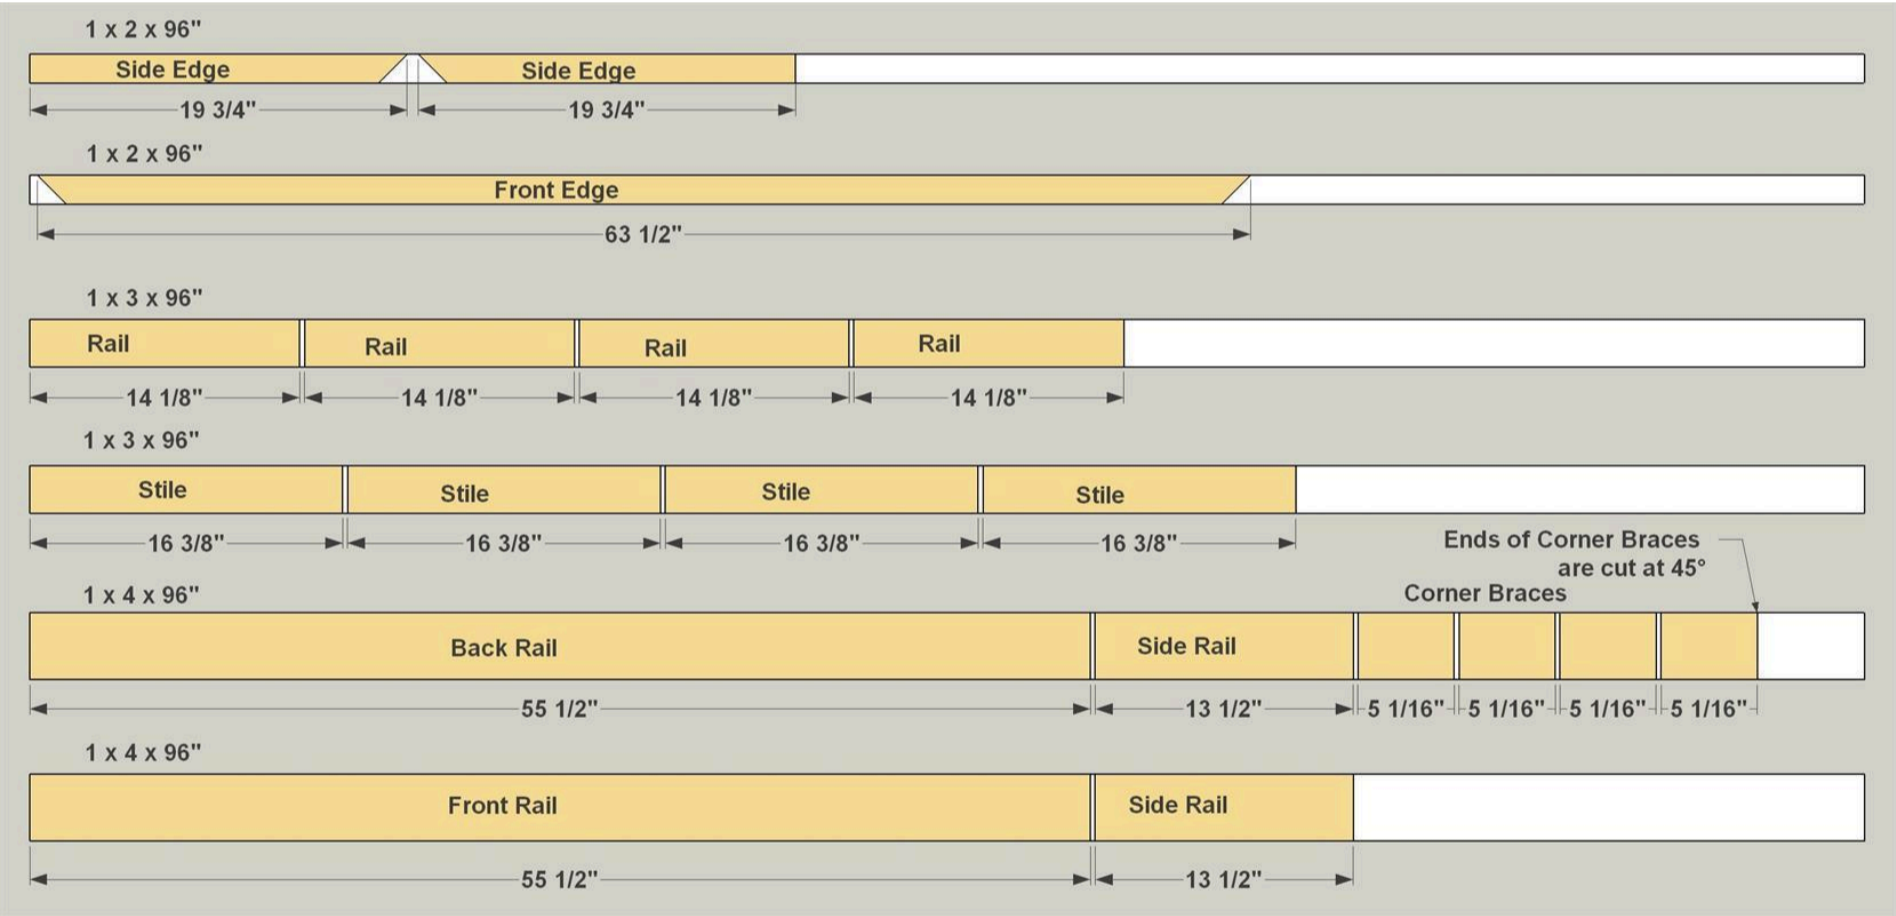 1 x 2 x 96"
Side Edge Side Edge
19 3/4" 19 3/4"
1 x 2 x 96"
Front Edge
63 1/2"
1 x 3 x 96"
Rail Rail Rail Rail
14 1/8" 14 1/8" 14 1/8" 14 1/8"
1 x 3 x 96"
Stile Stile Stile Stile
16 3/8" 16 3/8" 16 3/8" 16 3/8"
Ends of Corner Braces
are cut at 45°
1 x 4 x 96"
Corner Braces
Back Rail Side Rail
55 1/2" 13 1/2" 5 1/16" 5 1/16" 5 1/16" 5 1/16"
1 x 4 x 96"
Front Rail Side Rail
55 1/2" 13 1/2"